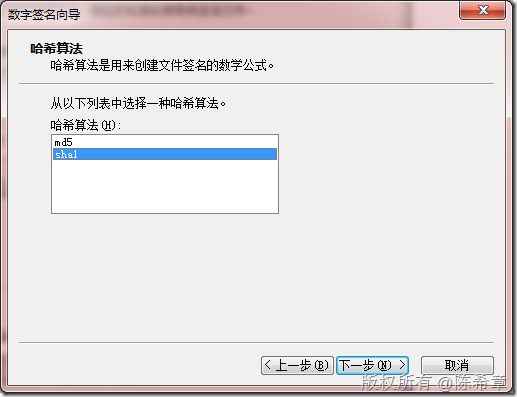 数字签名向导
哈希算法
哈希算法是用来创建文件签名的数学公式。
从以下列表中选择一种哈希算法。
哈希算法(H):
md5
sha1
< 上一步(B)
下一步(N) >
取消
版权所有 @陈希章